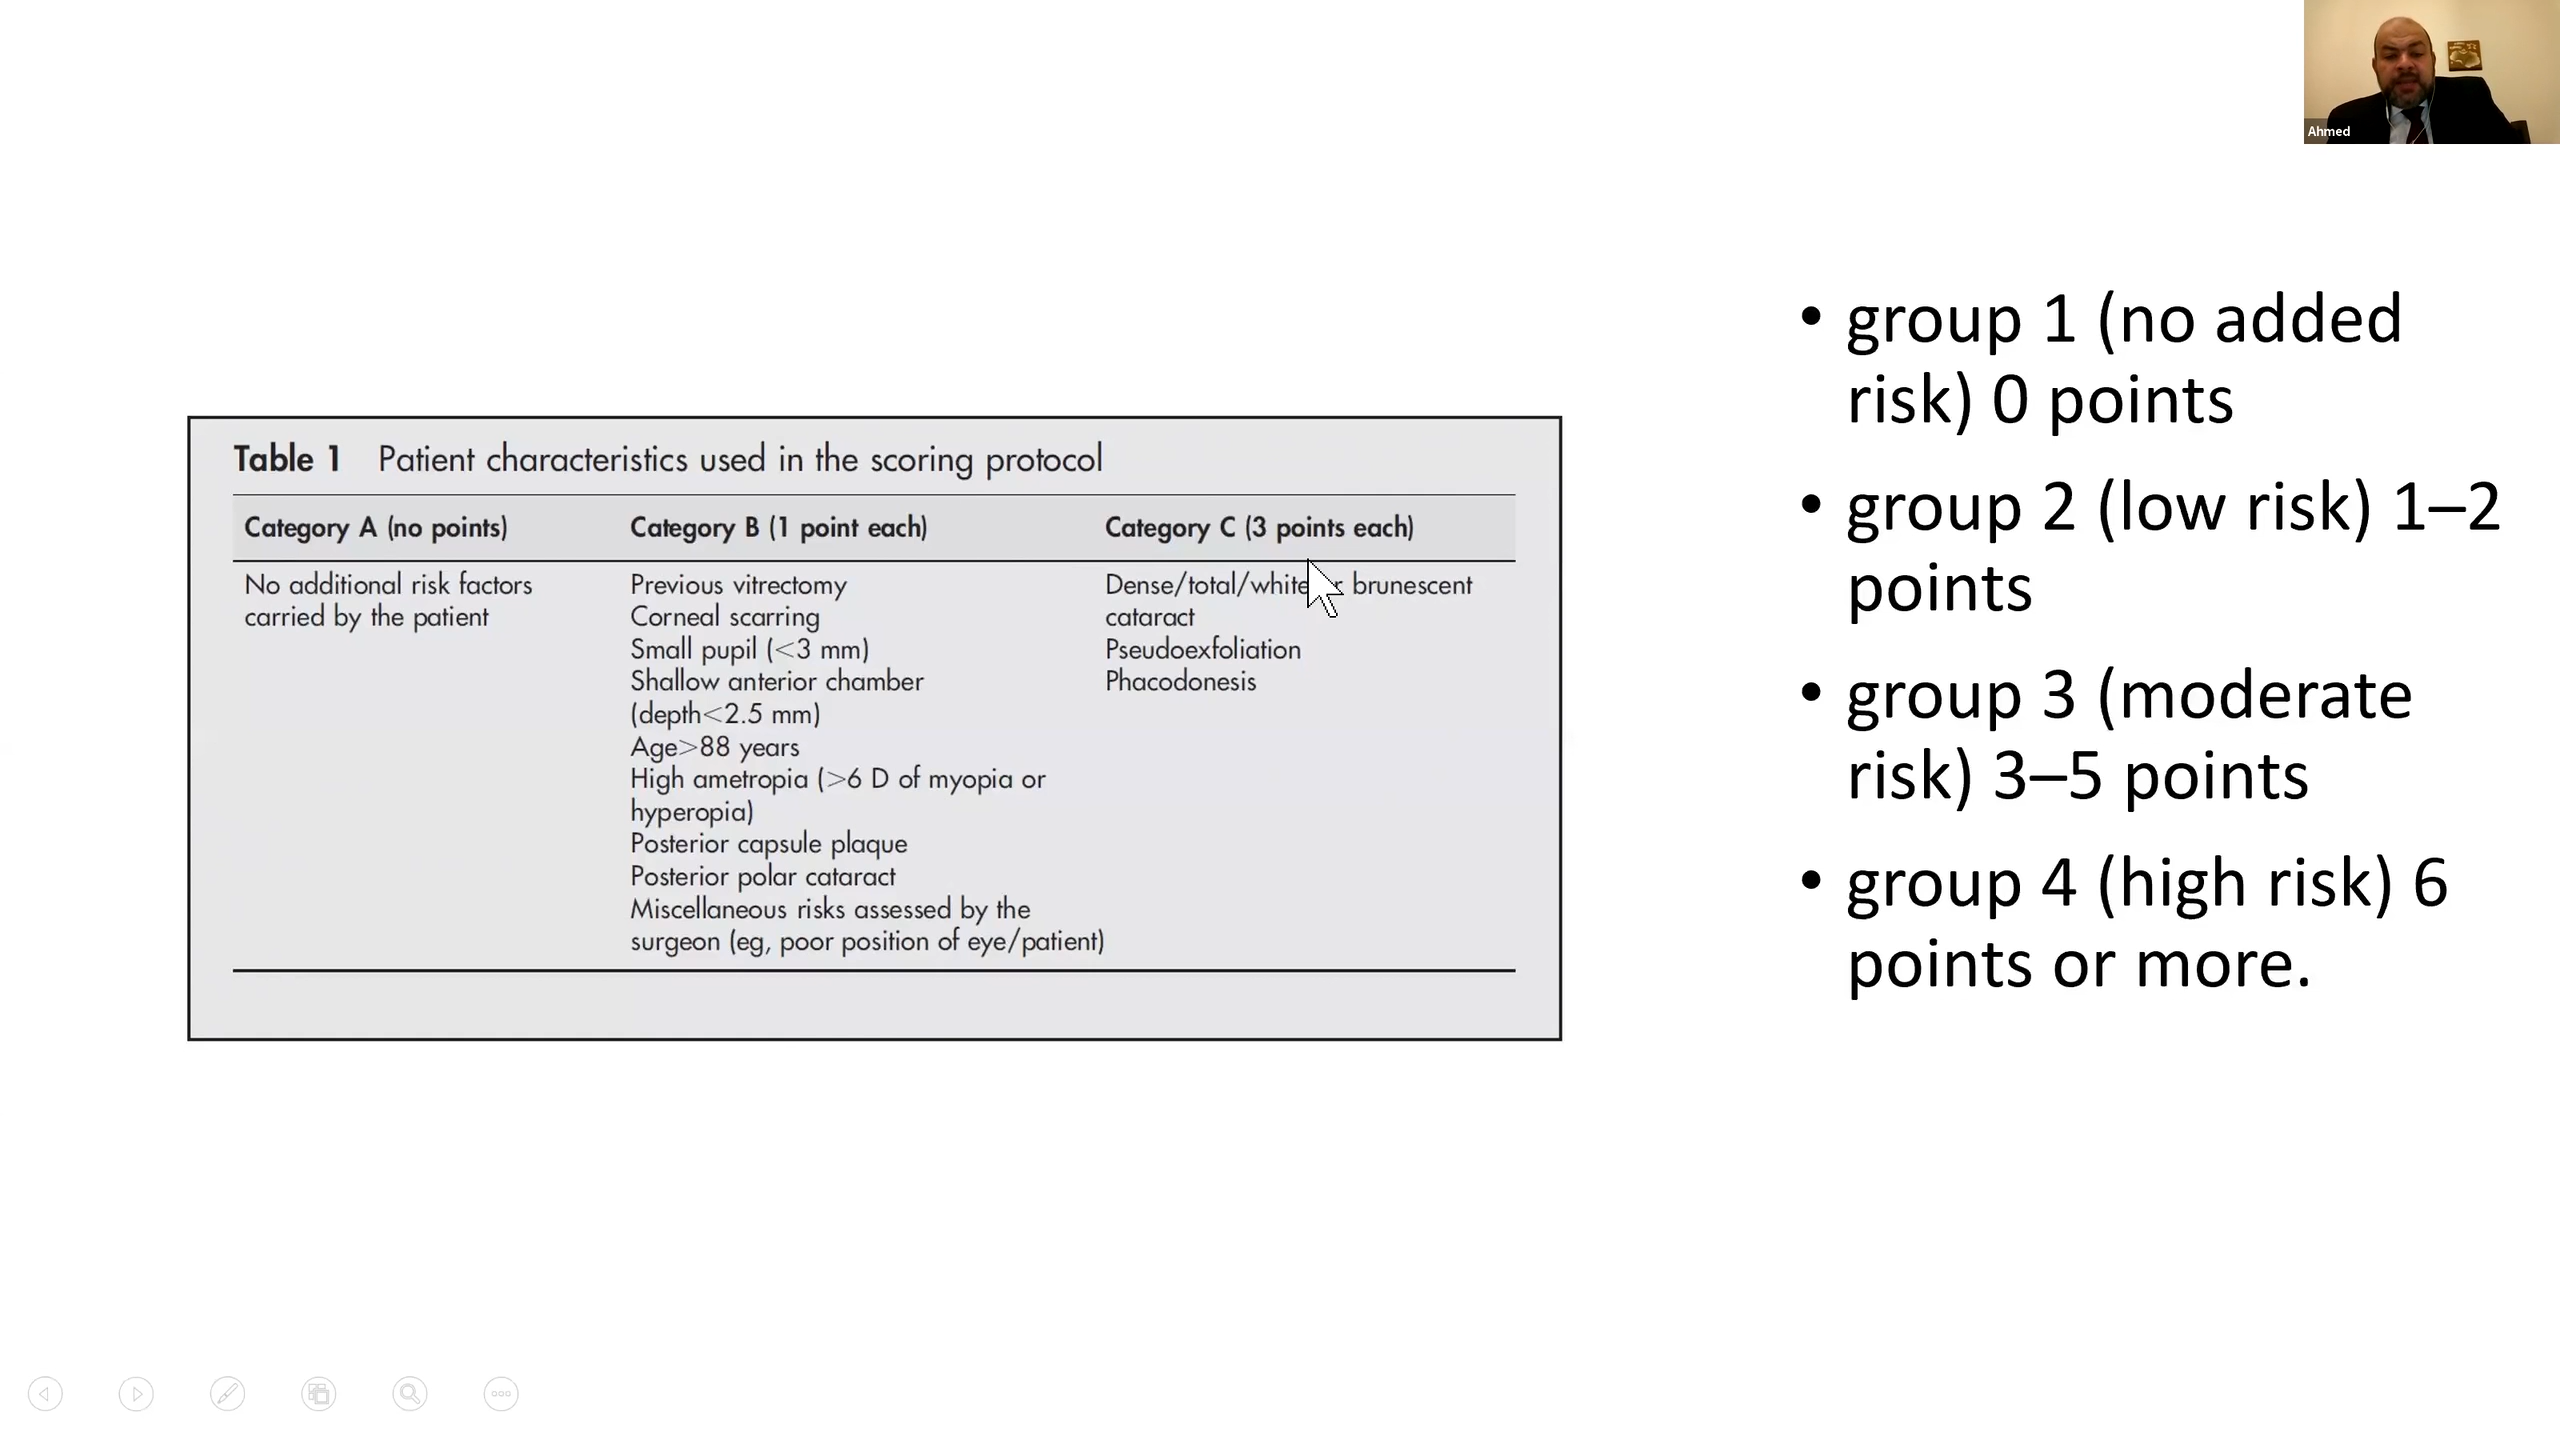 Ahmed
Table 1 Patient characteristics used in the scoring protocol
Category A (no points) Category B (1 point each) Category C (3 points each)
No additional risk factors
carried by the patient
Previous vitrectomy
Corneal scarring
Small pupil (<3 mm)
Shallow anterior chamber
(depth<2.5 mm)
Age>88 years
High ametropia (>6 D of myopia or
hyperopia)
Posterior capsule plaque
Posterior polar cataract
Miscellaneous risks assessed by the
surgeon (eg, poor position of eye/patient)
Dense/total/white brunescent
cataract
Pseudoexfoliation
Phacodonesis
• group 1 (no added
risk) 0 points
• group 2 (low risk) 1–2
points
• group 3 (moderate
risk) 3–5 points
• group 4 (high risk) 6
points or more.